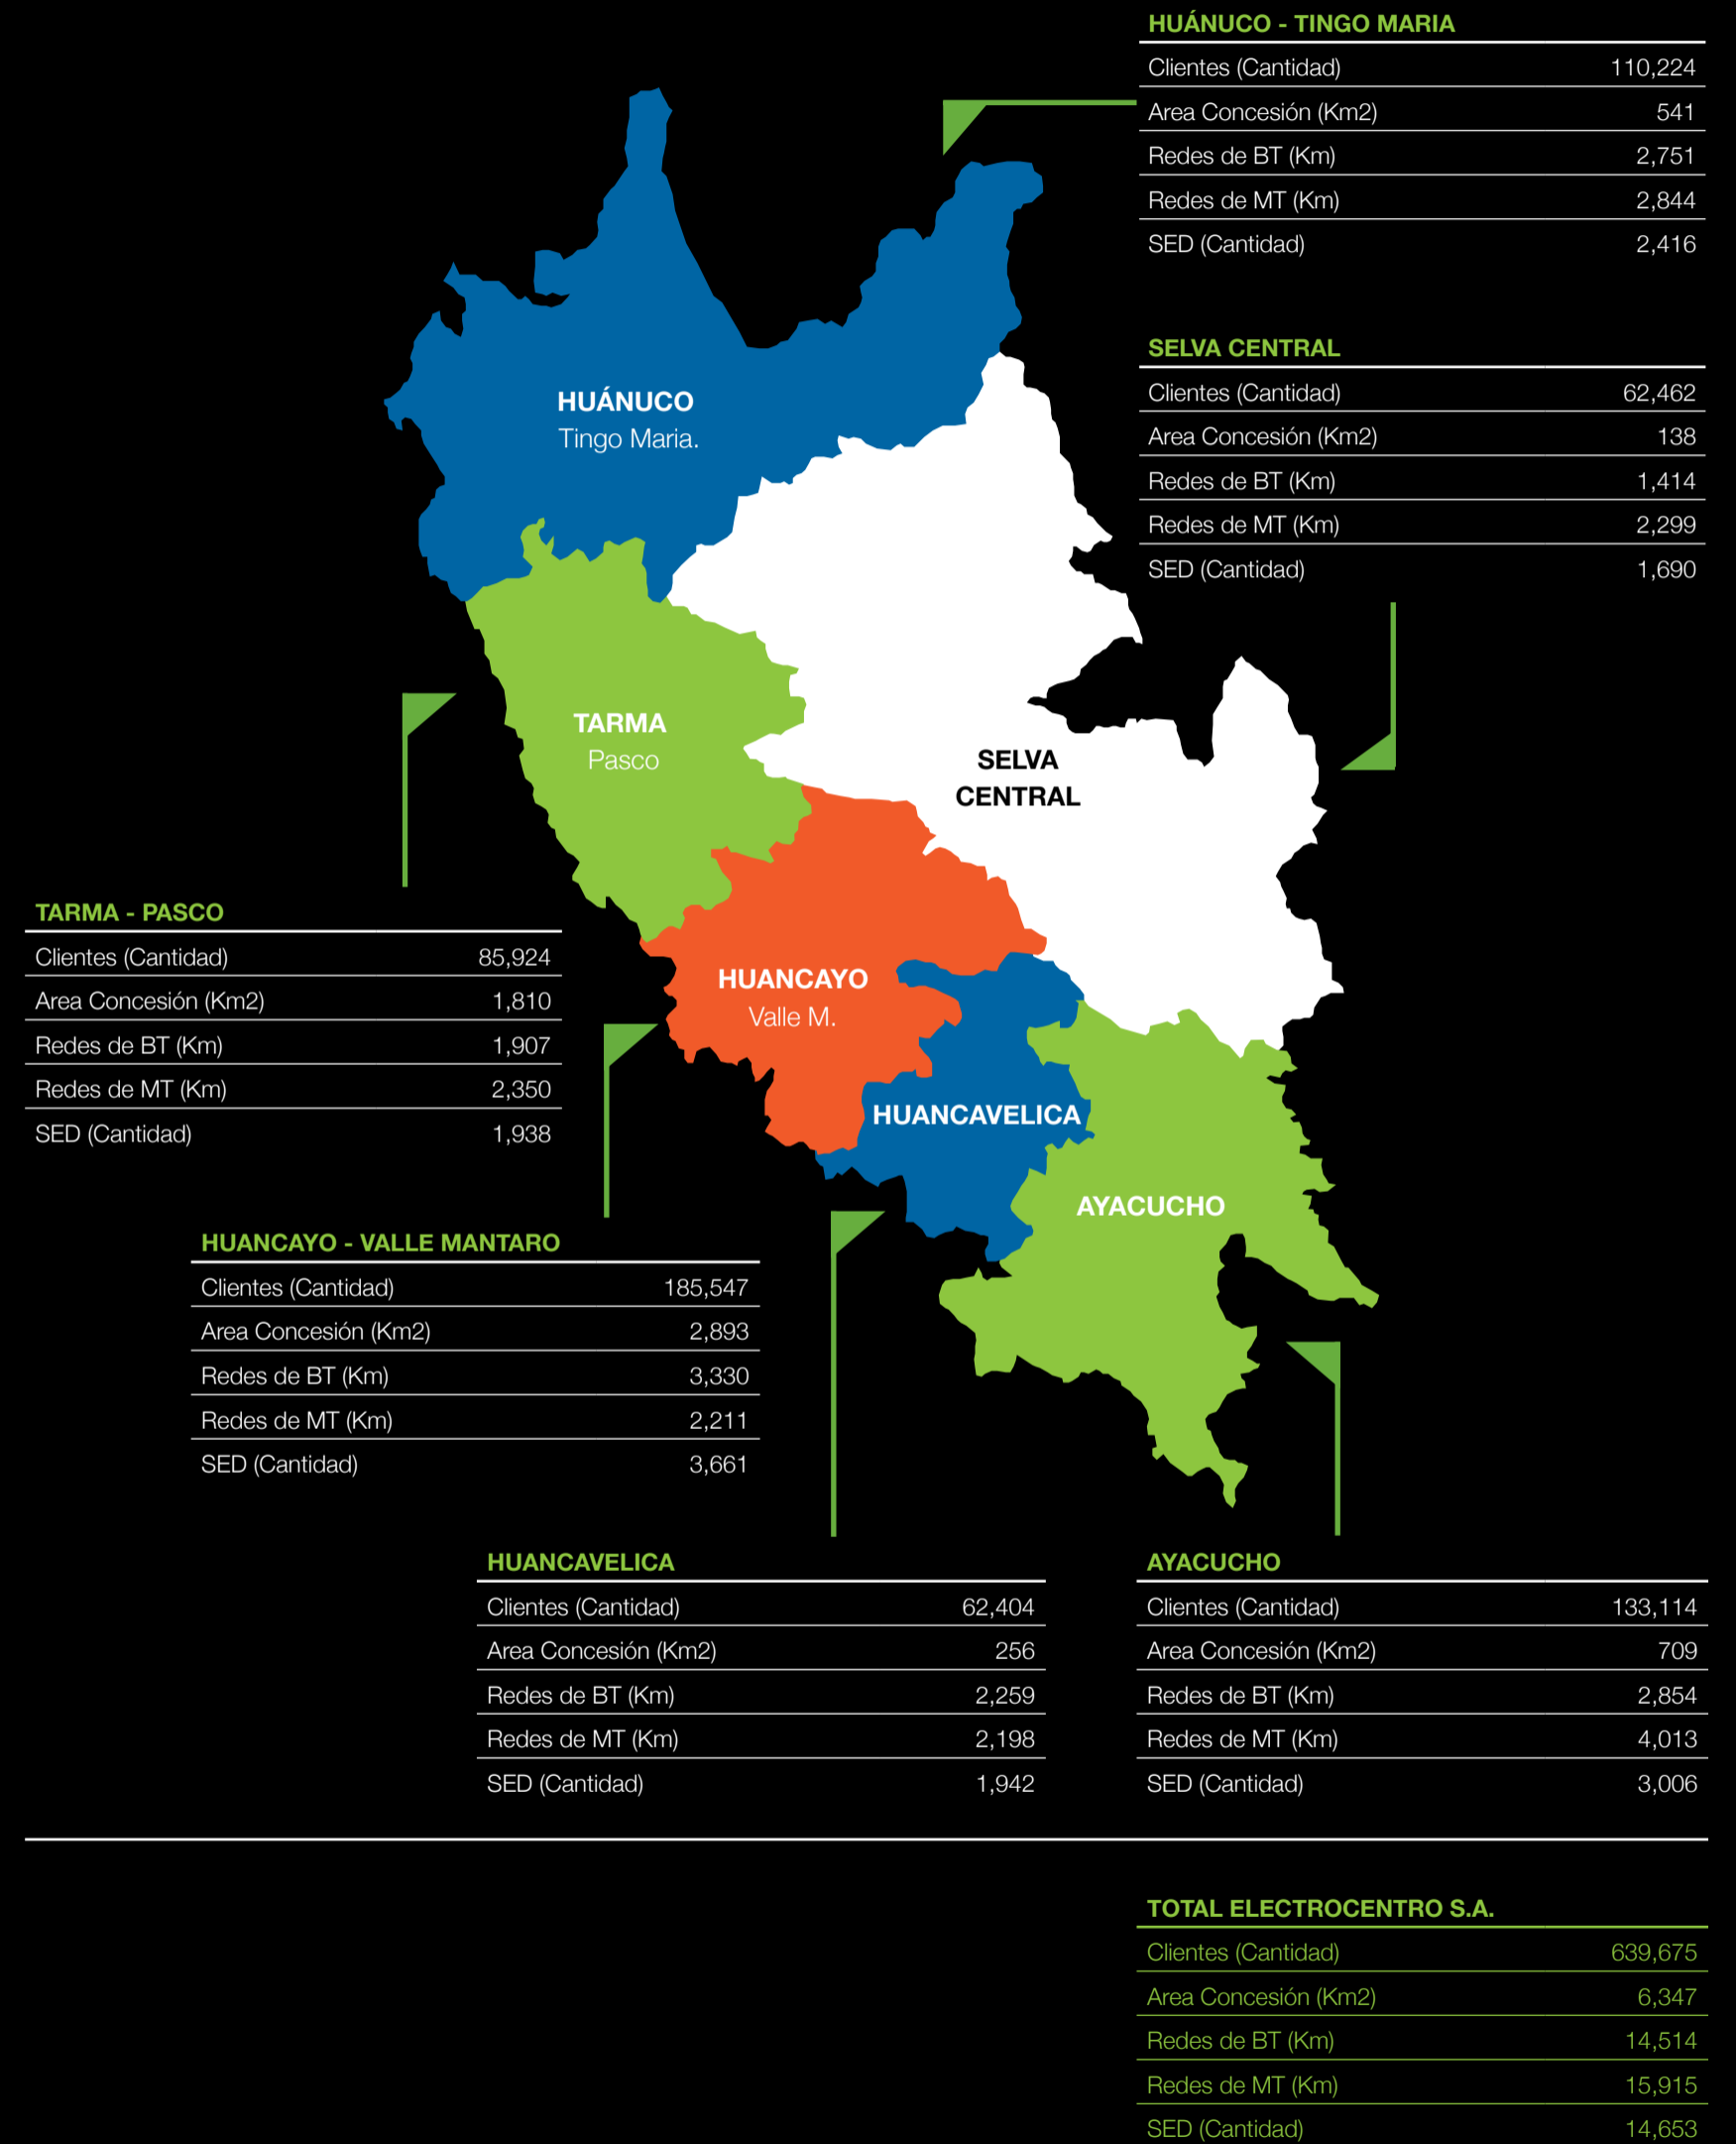 HUÁNUCO - TINGO MARIA
Clientes (Cantidad) 110,224
Area Concesión (Km2) 541
Redes de BT (Km) 2,751
Redes de MT (Km) 2,844
SED (Cantidad) 2,416
SELVA CENTRAL
Clientes (Cantidad) 62,462
Area Concesión (Km2) 138
Redes de BT (Km) 1,414
Redes de MT (Km) 2,299
SED (Cantidad) 1,690
HUÁNUCO
Tingo Maria.
TARMA
Pasco
SELVA
CENTRAL
HUANCAYO
Valle M.
HUANCAVELICA
AYACUCHO
TARMA - PASCO
Clientes (Cantidad) 85,924
Area Concesión (Km2) 1,810
Redes de BT (Km) 1,907
Redes de MT (Km) 2,350
SED (Cantidad) 1,938
HUANCAYO - VALLE MANTARO
Clientes (Cantidad) 185,547
Area Concesión (Km2) 2,893
Redes de BT (Km) 3,330
Redes de MT (Km) 2,211
SED (Cantidad) 3,661
HUANCAVELICA
Clientes (Cantidad) 62,404
Area Concesión (Km2) 256
Redes de BT (Km) 2,259
Redes de MT (Km) 2,198
SED (Cantidad) 1,942
AYACUCHO
Clientes (Cantidad) 133,114
Area Concesión (Km2) 709
Redes de BT (Km) 2,854
Redes de MT (Km) 4,013
SED (Cantidad) 3,006
TOTAL ELECTROCENTRO S.A.
Clientes (Cantidad) 639,675
Area Concesión (Km2) 6,347
Redes de BT (Km) 14,514
Redes de MT (Km) 15,915
SED (Cantidad) 14,653